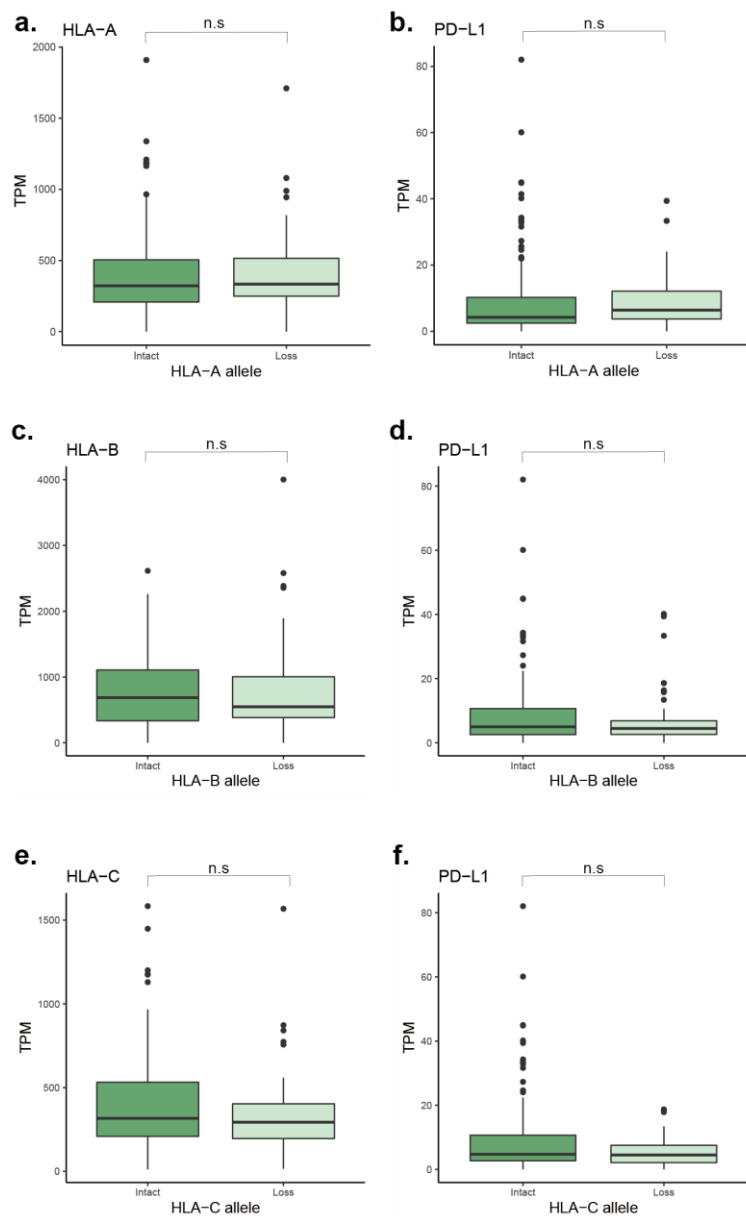 a.
HLA−A
n.s
2000
1500
1000
500
0
TPM
Intact
Loss
HLA−A allele
b.
PD−L1
n.s
80
60
40
20
0
TPM
Intact
Loss
HLA−A allele
c.
HLA−B
n.s
4000
3000
2000
1000
0
TPM
Intact
Loss
HLA−B allele
d.
PD−L1
n.s
80
60
40
20
0
TPM
Intact
Loss
HLA−B allele
e.
HLA−C
n.s
1500
1000
500
0
TPM
Intact
Loss
HLA−C allele
f.
PD−L1
n.s
80
60
40
20
0
TPM
Intact
Loss
HLA−C allele